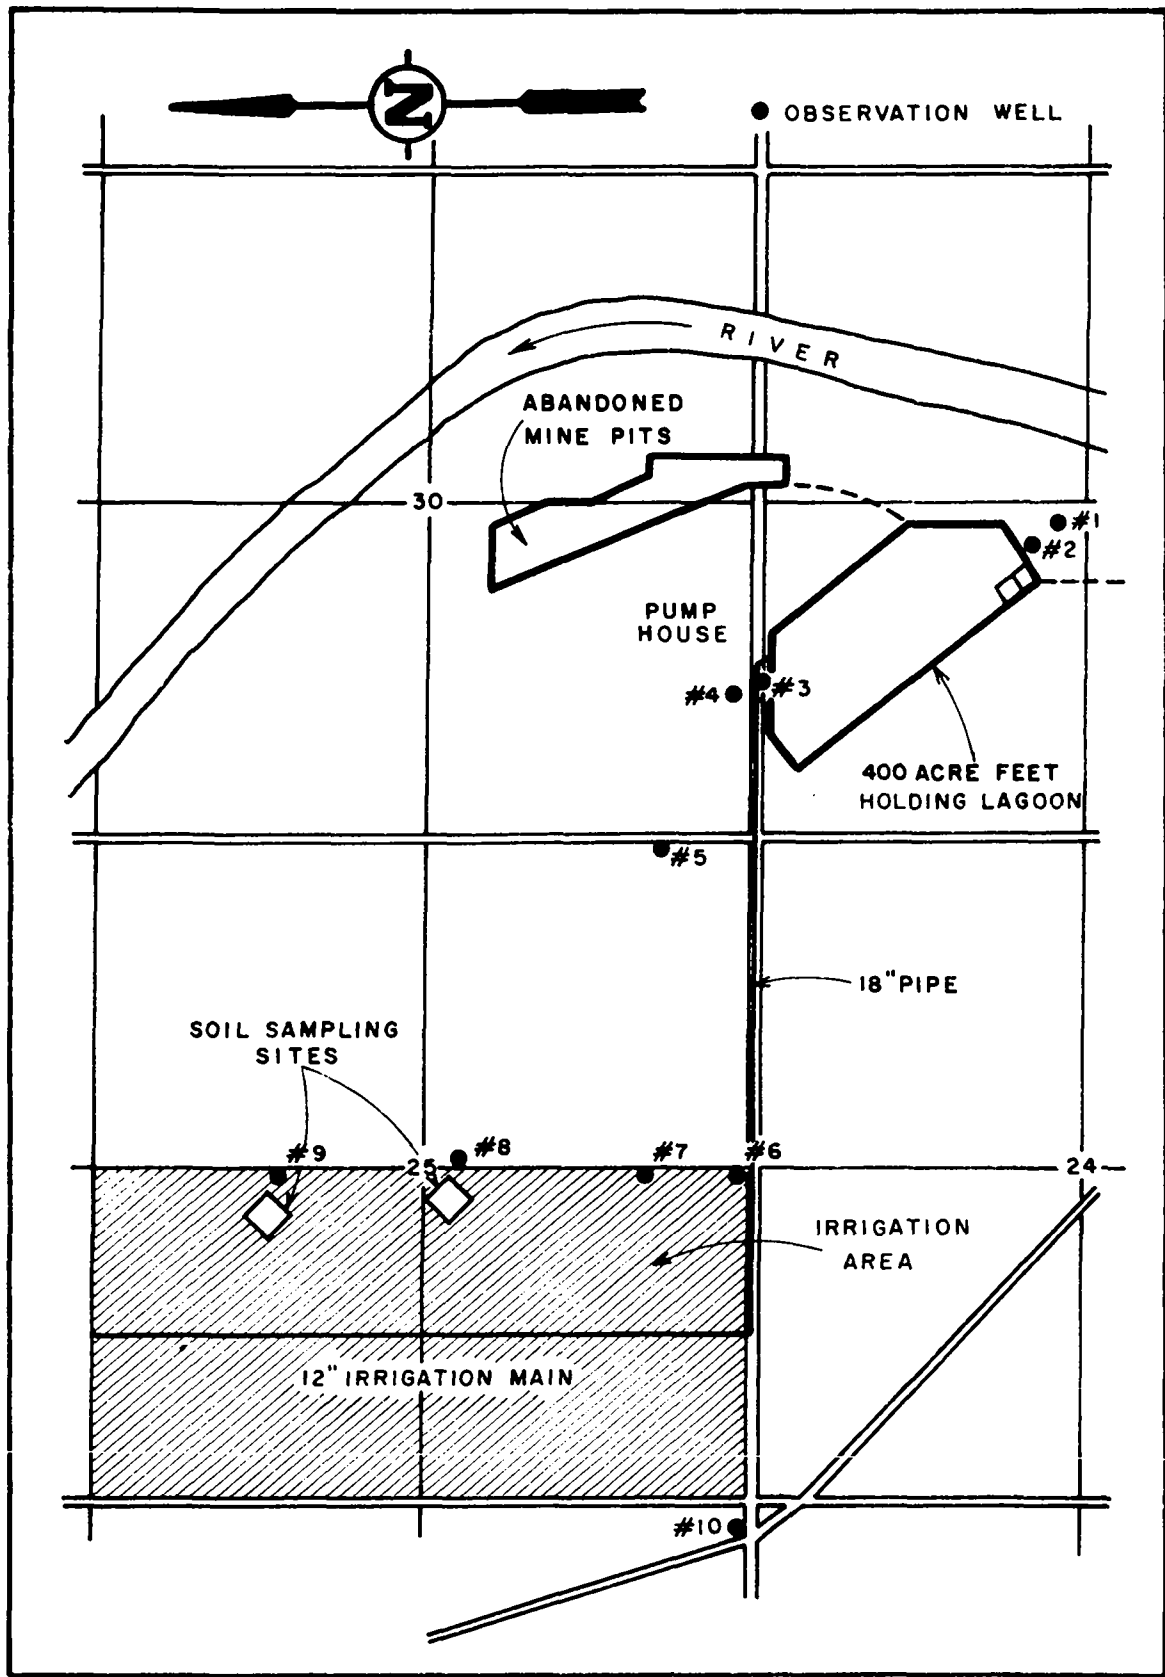 N
OBSERVATION WELL
RIVER
ABANDONED
MINE PITS
30
#1
#2
PUMP
HOUSE
#4
#3
400 ACRE FEET
HOLDING LAGOON
#5
18" PIPE
SOIL SAMPLING
SITES
#9
25
#8
#7
#6
24
IRRIGATION
AREA
12" IRRIGATION MAIN
#10